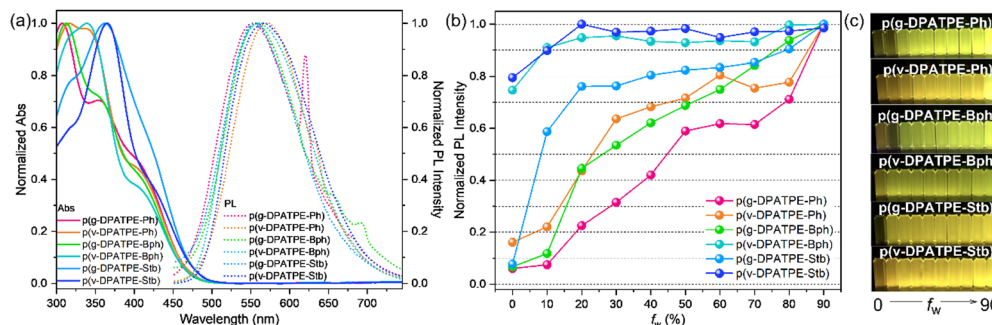 (a)
Normalized Abs
1.0
0.8
0.6
0.4
0.2
0.0
300 350 400 450 500 550 600 650 700
Wavelength (nm)
Abs
p(g-DPATPE-Ph)
p(v-DPATPE-Ph)
p(g-DPATPE-Bph)
p(v-DPATPE-Bph)
p(g-DPATPE-Stb)
p(v-DPATPE-Stb)
PL
p(g-DPATPE-Ph)
p(v-DPATPE-Ph)
p(g-DPATPE-Bph)
p(v-DPATPE-Bph)
p(g-DPATPE-Stb)
p(v-DPATPE-Stb)
1.0
0.8
0.6
0.4
0.2
0.0
Normalized PL Intensity
(b)
Normalized PL Intensity
1.0
0.8
0.6
0.4
0.2
0.0
0 10 20 30 40 50 60 70 80 90
fw (%)
p(g-DPATPE-Ph)
p(v-DPATPE-Ph)
p(g-DPATPE-Bph)
p(v-DPATPE-Bph)
p(g-DPATPE-Stb)
p(v-DPATPE-Stb)
(c)
p(g-DPATPE-Ph)
p(v-DPATPE-Ph)
p(g-DPATPE-Bph)
p(v-DPATPE-Bph)
p(g-DPATPE-Stb)
p(v-DPATPE-Stb)
0 fw 90